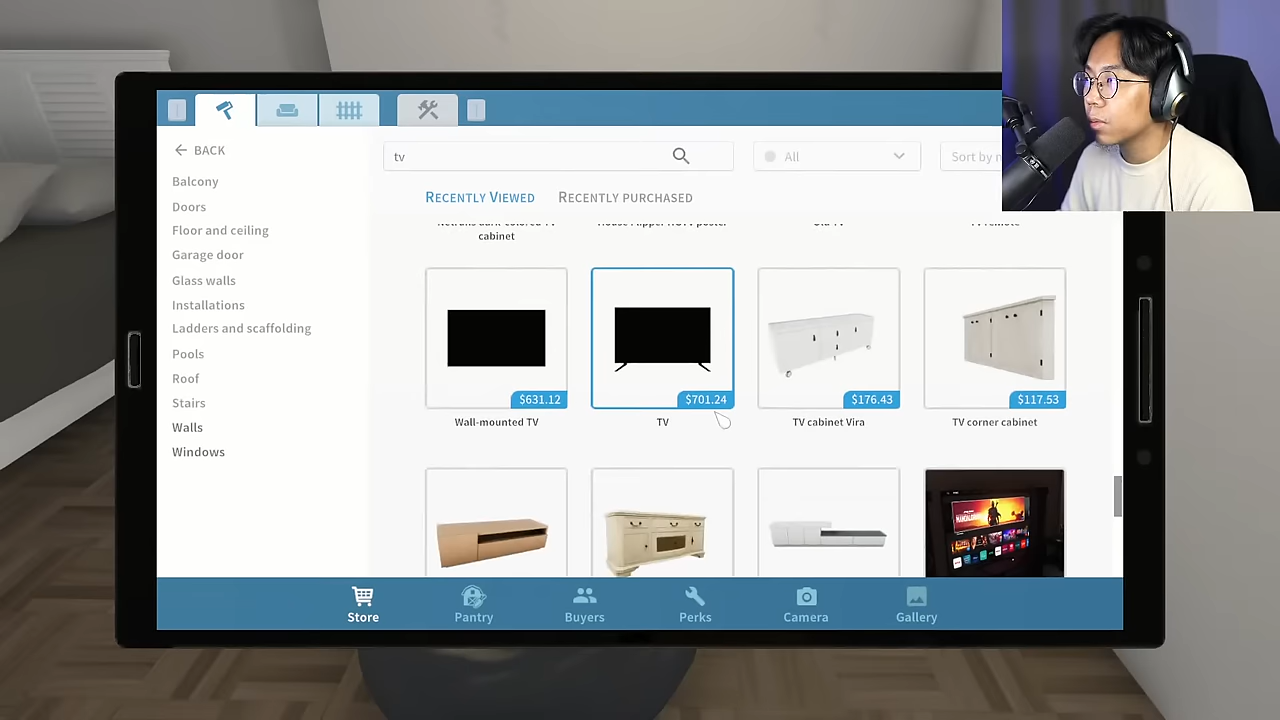 BACK
tv
All
Sort by
RECENTLY VIEWED
RECENTLY PURCHASED
Balcony
Doors
Floor and ceiling
Garage door
Glass walls
Installations
Ladders and scaffolding
Pools
Roof
Stairs
Walls
Windows
cabinet
$631.12
$701.24
$176.43
$117.53
Wall-mounted TV
TV
TV cabinet Vira
TV corner cabinet
Store
Pantry
Buyers
Perks
Camera
Gallery